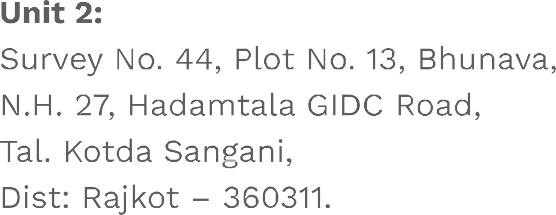 Unit 2:
Survey No. 44, Plot No. 13, Bhunava,
N.H. 27, Hadamtala GIDC Road,
Tal. Kotda Sangani,
Dist: Rajkot – 360311.